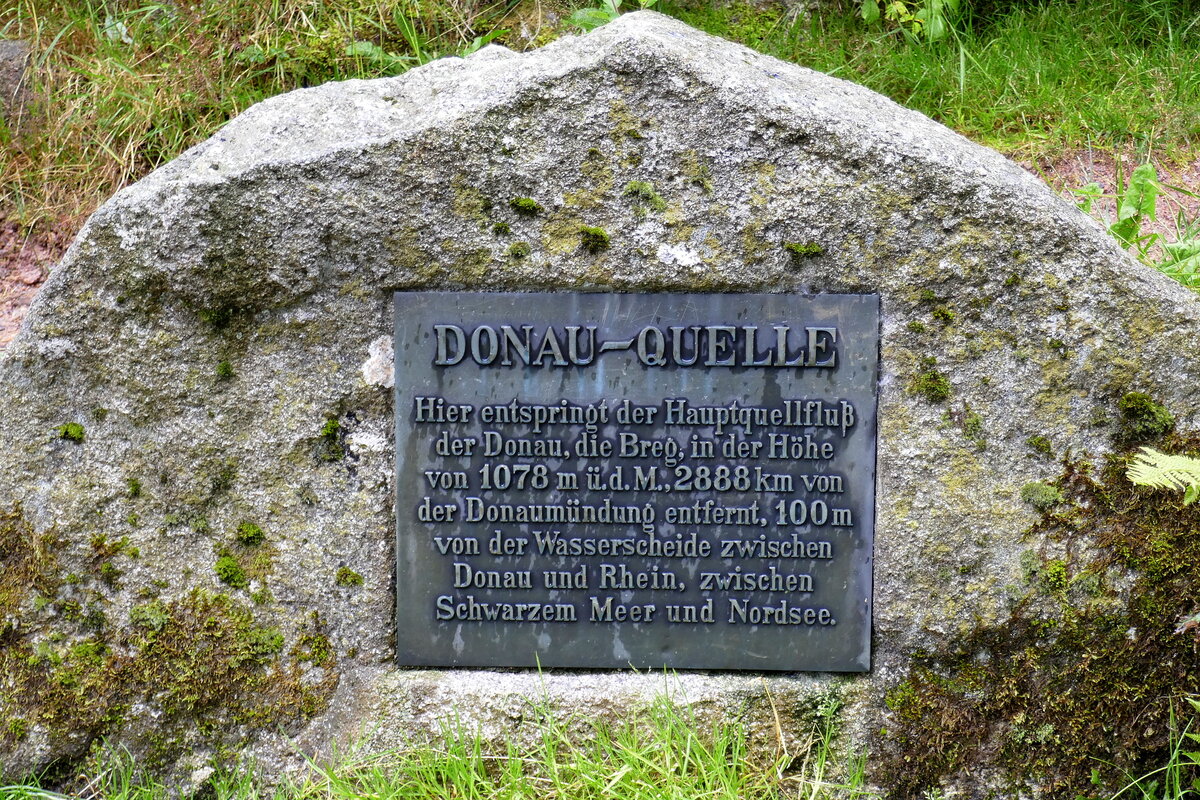 DONAU-QUELLE
Hier entspringt der Hauptquellfluß
der Donau, die Breg, in der Höhe
von 1078 m ü.d.M., 2888 km von
der Donaumündung entfernt, 100 m
von der Wasserscheide zwischen
Donau und Rhein, zwischen
Schwarzem Meer und Nordsee.